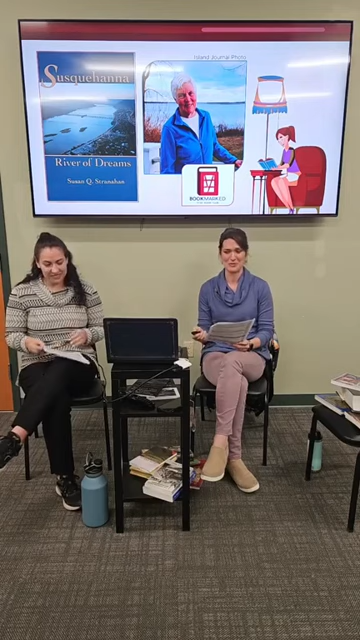 Island Journal Photo
Susquehanna
River of Dreams
Susan Q. Stranahan
BOOKMARKED